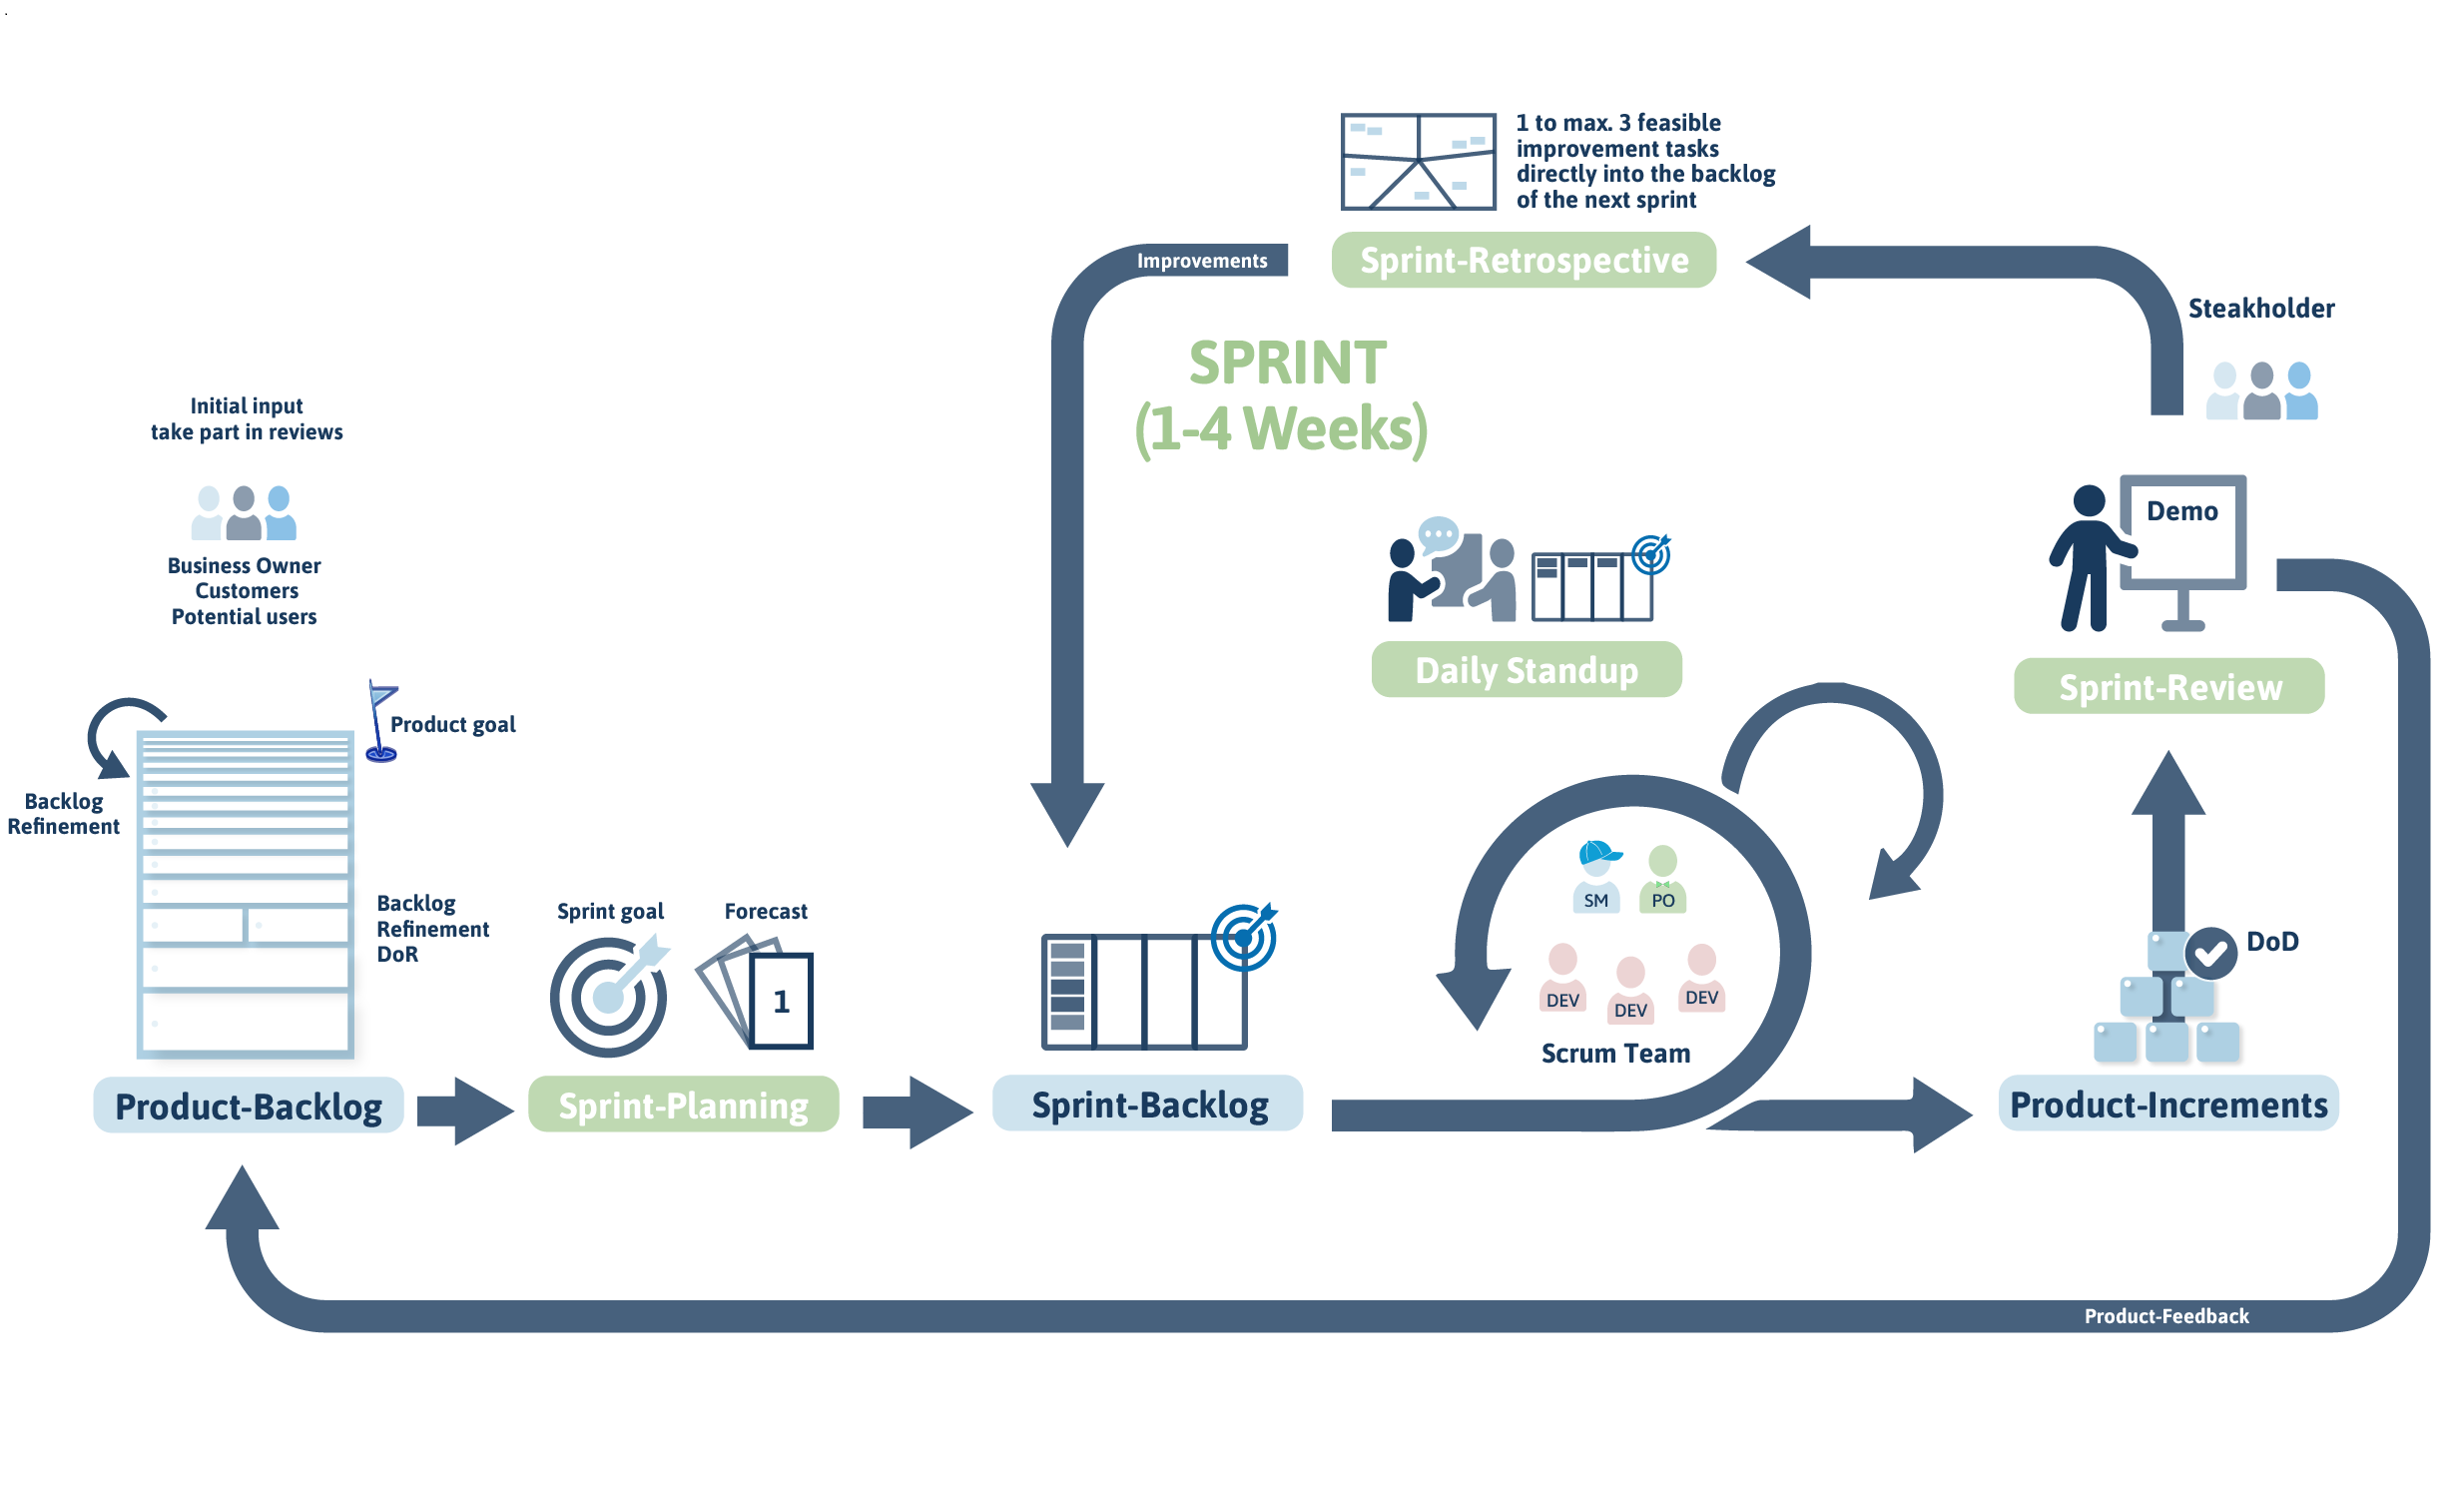 .
1 to max. 3 feasible
improvement tasks
directly into the backlog
of the next sprint
Improvements
Sprint-Retrospective
Steakholder
SPRINT
(1-4 Weeks)
Initial input
take part in reviews
Business Owner
Customers
Potential users
Demo
Daily Standup
Sprint-Review
Product goal
Backlog
Refinement
Backlog
Refinement
DoR
Sprint goal
Forecast
1
SM
PO
DEV
DEV
DEV
Scrum Team
DoD
Product-Backlog
Sprint-Planning
Sprint-Backlog
Product-Increments
Product-Feedback